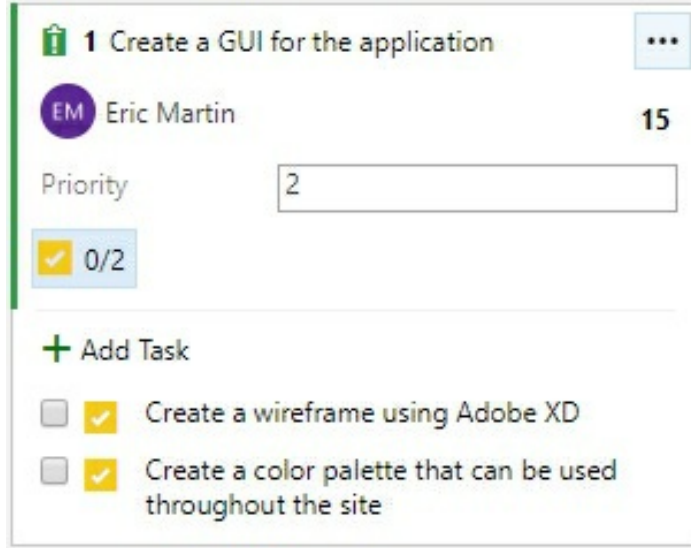 1 Create a GUI for the application
EM Eric Martin
15
Priority 2
0/2
+ Add Task
Create a wireframe using Adobe XD
Create a color palette that can be used
throughout the site